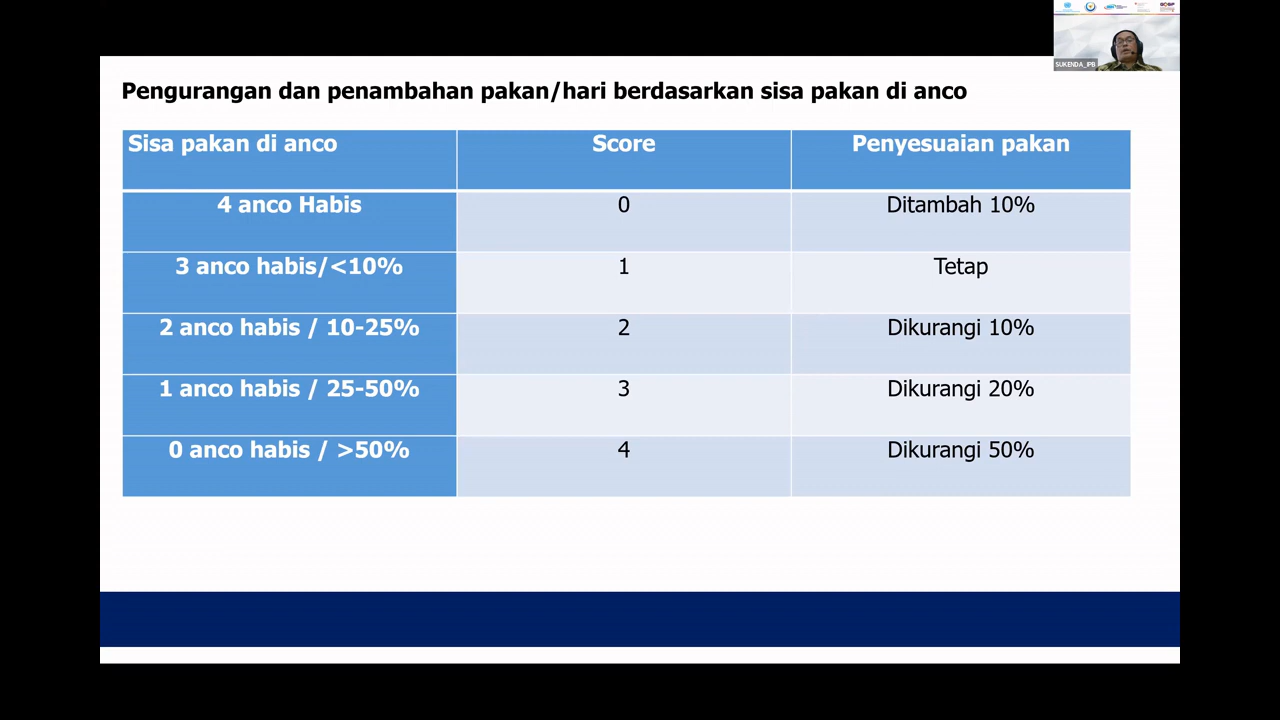 SUKENDA_IPB
Pengurangan dan penambahan pakan/hari berdasarkan sisa pakan di anco
Sisa pakan di anco Score Penyesuaian pakan
4 anco Habis 0 Ditambah 10%
3 anco habis/<10% 1 Tetap
2 anco habis / 10-25% 2 Dikurangi 10%
1 anco habis / 25-50% 3 Dikurangi 20%
0 anco habis / >50% 4 Dikurangi 50%